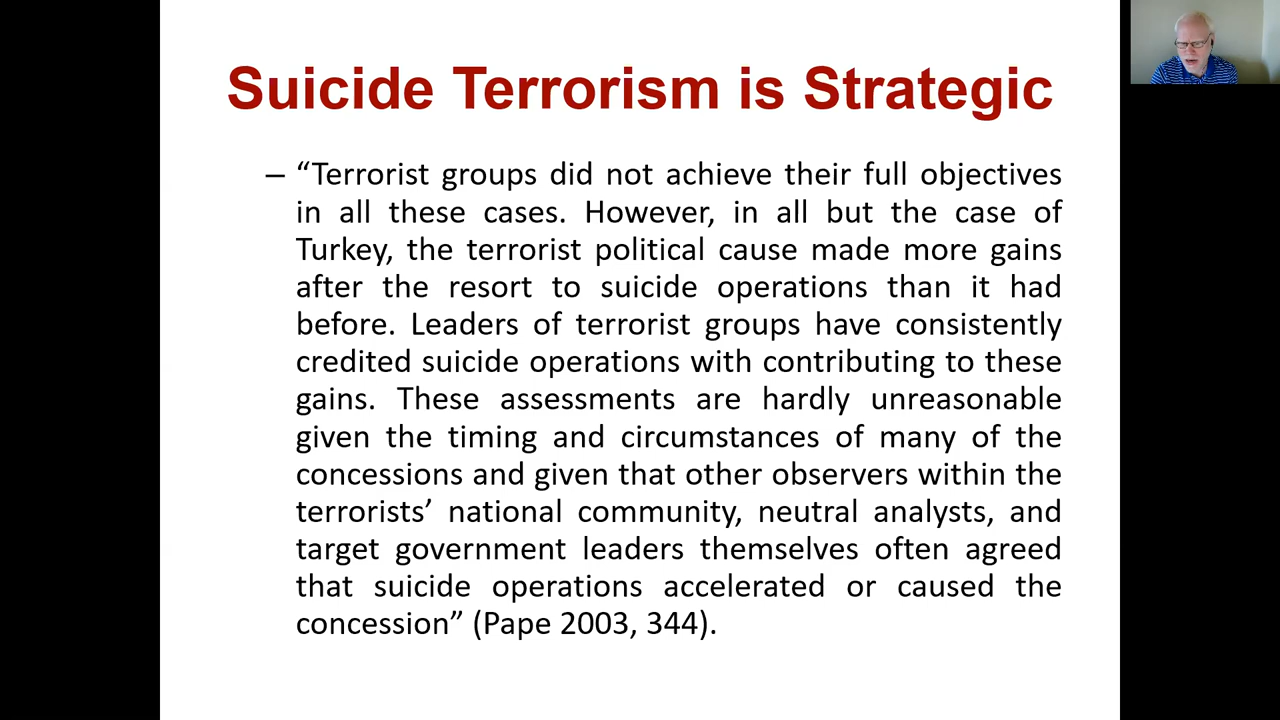 Suicide Terrorism is Strategic
– “Terrorist groups did not achieve their full objectives
in all these cases. However, in all but the case of
Turkey, the terrorist political cause made more gains
after the resort to suicide operations than it had
before. Leaders of terrorist groups have consistently
credited suicide operations with contributing to these
gains. These assessments are hardly unreasonable
given the timing and circumstances of many of the
concessions and given that other observers within the
terrorists’ national community, neutral analysts, and
target government leaders themselves often agreed
that suicide operations accelerated or caused the
concession” (Pape 2003, 344).